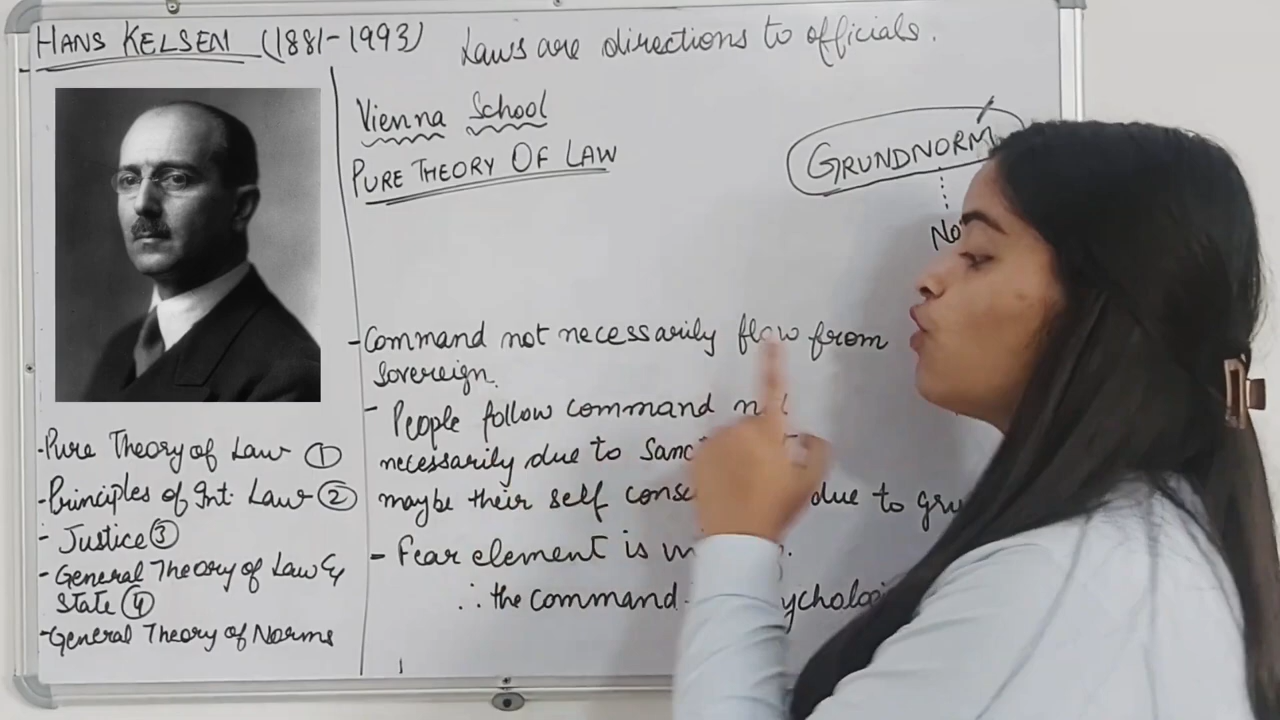 HANS KELSEN (1881-1993)
Laws are directions to officials.
Vienna School
PURE THEORY OF LAW
GRUNDNORM
-Command not necessarily flow from
sovereign.
- People follow command
necessarily due to
maybe their self due to
- Fear element is
∴ the command
-Pure Theory of Law ①
-Principles of Int. Law ②
- Justice ③
- General Theory of Law &
State ④
-General Theory of Norms